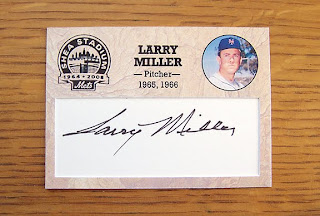 SHEA STADIUM
1964 - 2008
Mets
LARRY
MILLER
—Pitcher—
1965, 1966
Larry Miller